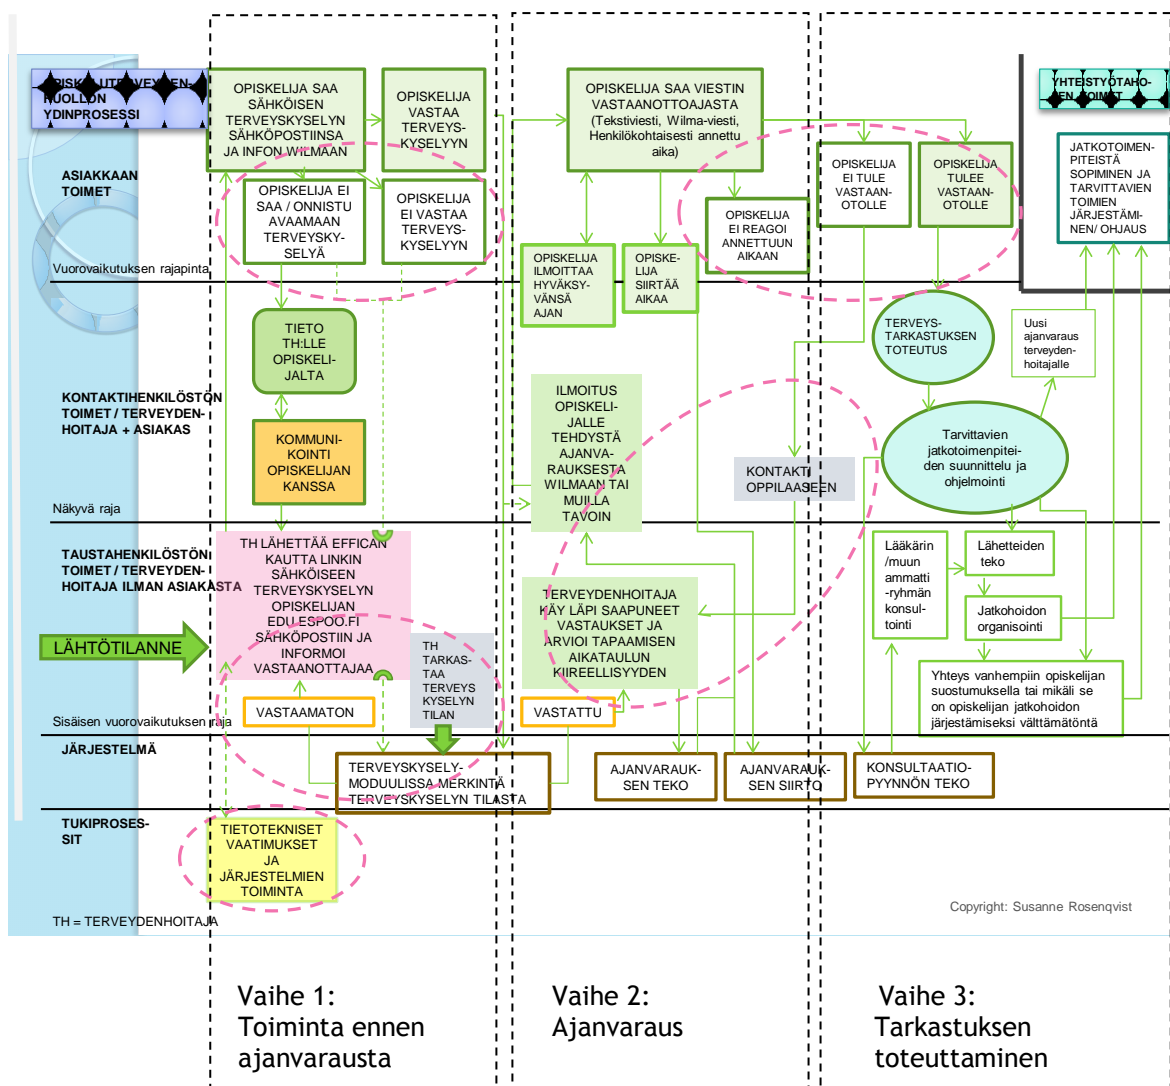 OPISKELUTERVEYDEN-
HUOLLON
YDINPROSESSI
ASIAKKAAN
TOIMET
Vuorovaikutuksen rajapinta
KONTAKTIHENKILÖSTÖN
TOIMET / TERVEYDEN-
HOITAJA + ASIAKAS
Näkyvä raja
TAUSTAHENKILÖSTÖN
TOIMET / TERVEYDEN-
HOITAJA ILMAN ASIAKASTA
LÄHTÖTILANNE
Sisäisen vuorovaikutuksen raja
JÄRJESTELMÄ
TUKIPROSES-
SIT
TH = TERVEYDENHOITAJA
OPISKELIJA SAA
SÄHKÖISEN
TERVEYSKYSELYN
SÄHKÖPOSTIINSA
JA INFON WILMAAN
OPISKELIJA
VASTAA
TERVEYS-
KYSELYYN
OPISKELIJA EI
SAA / ONNISTU
AVAAMAAN
TERVEYSKY-
SELYÄ
OPISKELIJA
EI VASTAA
TERVEYS-
KYSELYYN
TIETO
TH:LLE
OPISKELI-
JALTA
KOMMUNI-
KOINTI
OPISKELIJAN
KANSSA
TH LÄHETTÄÄ EFFICAN
KAUTTA LINKIN
SÄHKÖISEEN
TERVEYSKYSELYN
OPISKELIJAN
EDU.ESPOO.FI
SÄHKÖPOSTIIN JA
INFORMOI
VASTAANOTTAJAA
TH
TARKAS-
TAA
TERVEYS
KYSELYN
TILAN
VASTAAMATON
TERVEYSKYSELY-
MODUULISSA MERKINTÄ
TERVEYSKYSELYN TILASTA
TIETOTEKNISET
VAATIMUKSET
JA
JÄRJESTELMIEN
TOIMINTA
OPISKELIJA SAA VIESTIN
VASTAANOTTOAJASTA
(Tekstiviesti, Wilma-viesti,
Henkilökohtaisesti annettu
aika)
OPISKELIJA
ILMOITTAA
HYVÄKSY-
VÄNSÄ
AJAN
OPISKE-
LIJA
SIIRTÄÄ
AIKAA
OPISKELIJA
EI REAGOI
ANNETTUUN
AIKAAN
ILMOITUS
OPISKELI-
JALLE
TEHDYSTÄ
AJANVA-
RAUKSESTA
WILMAAN TAI
MUILLA
TAVOIN
KONTAKTI
OPPILAASEEN
TERVEYDENHOITAJA
KÄY LÄPI SAAPUNEET
VASTAUKSET JA
ARVIOI TAPAAMISEN
AIKATAULUN
KIIREELLISYYDEN
VASTATTU
AJANVARAUK-
SEN TEKO
AJANVARAUK-
SEN SIIRTO
OPISKELIJA
EI TULE
VASTAAN-
OTOLLE
OPISKELIJA
TULEE
VASTAAN-
OTOLLE
TERVEYS-
TARKASTUKSEN
TOTEUTUS
Uusi
ajanvaraus
terveyden-
hoitajalle
Tarvittavien
jatkotoimenpitei-
den suunnittelu ja
ohjelmointi
Lääkärin
/muun
ammatti
-ryhmän
konsul-
tointi
Lähetteiden
teko
Jatkohoidon
organisointi
Yhteys vanhempiin opiskelijan
suostumuksella tai mikäli se
on opiskelijan jatkohoidon
järjestämiseksi välttämätöntä
KONSULTAATIO-
PYYNNÖN TEKO
YHTEISTYÖTAHO-
JEN TOIMET
JATKOTOIMEN-
PITEISTÄ
SOPIMINEN JA
TARVITTAVIEN
TOIMIEN
JÄRJESTÄMI-
NEN/ OHJAUS
Copyright: Susanne Rosenqvist
Vaihe 1:
Toiminta ennen
ajanvarausta
Vaihe 2:
Ajanvaraus
Vaihe 3:
Tarkastuksen
toteuttaminen